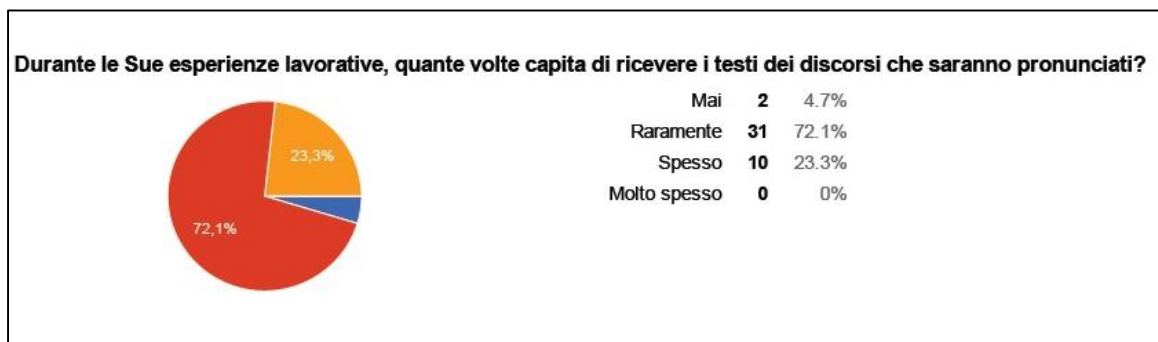 Durante le Sue esperienze lavorative, quante volte capita di ricevere i testi dei discorsi che saranno pronunciati?
23,3%
72,1%
Mai 2 4.7%
Raramente 31 72.1%
Spesso 10 23.3%
Molto spesso 0 0%